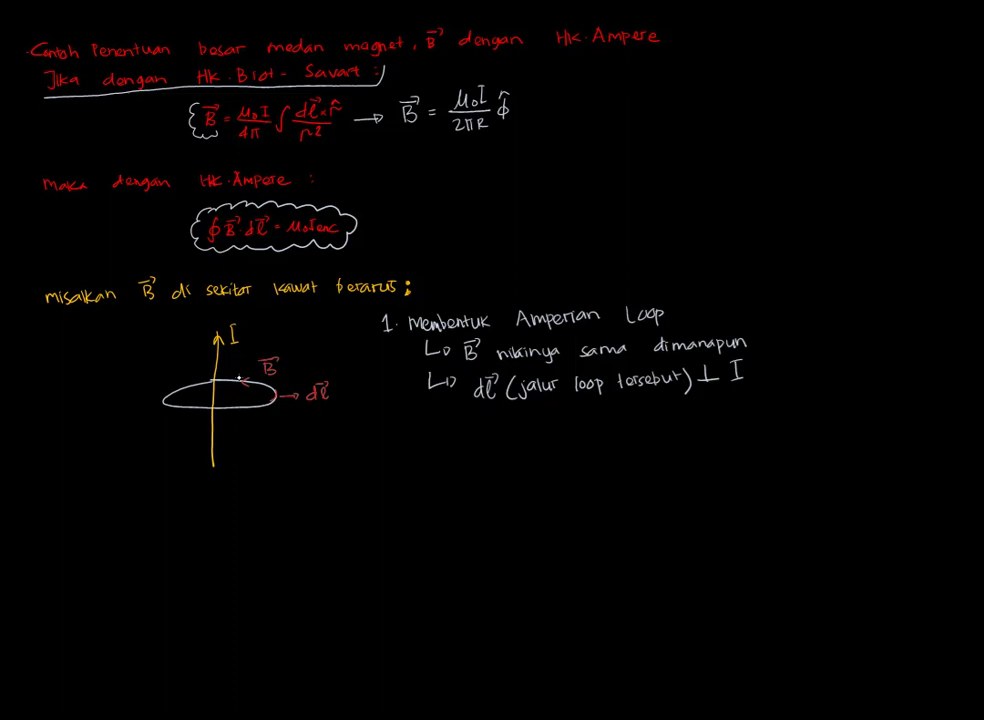 Contoh Penentuan besar medan magnet, B⃗ dengan Hk. Ampere
Jika dengan Hk. Biot-Savart :
B⃗ = μ₀I/4π ∫ dl⃗ × r̂/r² → B⃗ = μ₀I/2πR φ̂
Maka dengan Hk. Ampere :
∮ B⃗ · dl⃗ = μ₀Ienc
misalkan B⃗ di sekitar kawat berarus :
I
B⃗
dl⃗
1. Membentuk Amperian Loop
↳ B⃗ nilainya sama dimanapun
↳ dl⃗ (jalur loop tersebut) ⊥ I